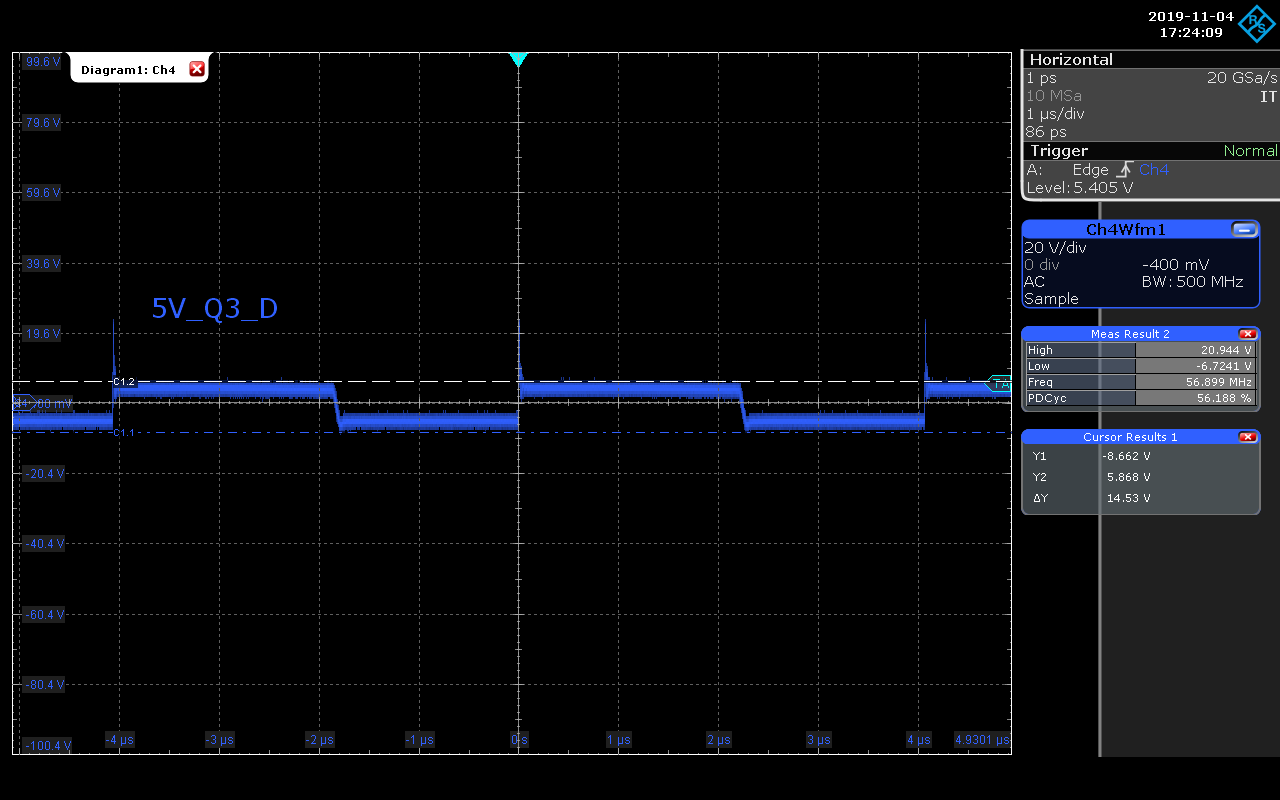 2019-11-04
17:24:09
R&S
Diagram1: Ch4
99.6 V
79.6 V
59.6 V
39.6 V
19.6 V
-20.4 V
-40.4 V
-60.4 V
-80.4 V
-100.4 V
5V_Q3_D
C1.2
C1.1
TA
-4 µs
-3 µs
-2 µs
-1 µs
0 s
1 µs
2 µs
3 µs
4 µs
4.9301 µs
Horizontal
1 ps 20 GSa/s
10 MSa IT
1 µs/div
86 ps
Trigger Normal
A: Edge Ch4
Level: 5.405 V
Ch4Wfm1
20 V/div
0 div -400 mV
AC BW: 500 MHz
Sample
Meas Result 2
High 20.944 V
Low -6.7241 V
Freq 56.899 MHz
PDCyc 56.188 %
Cursor Results 1
Y1 -8.662 V
Y2 5.868 V
ΔY 14.53 V